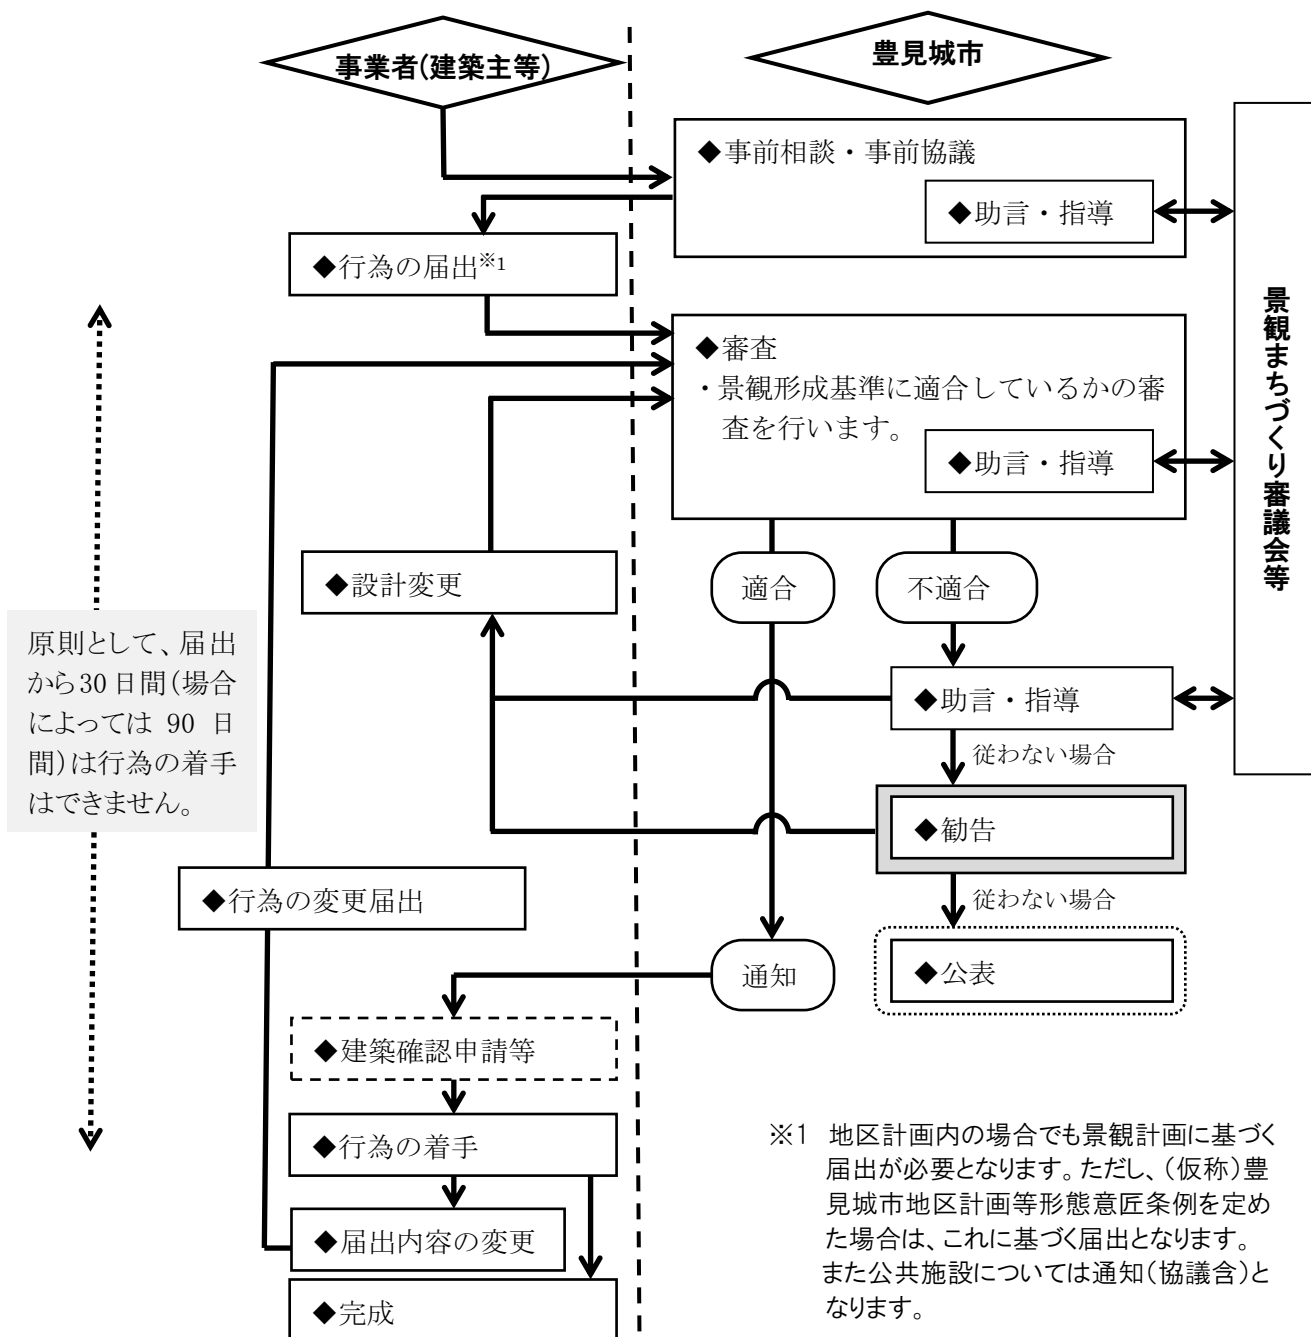 事業者(建築主等)
豊見城市
◆事前相談・事前協議
◆助言・指導
◆行為の届出※1
◆審査
・景観形成基準に適合しているかの審
査を行います。
◆助言・指導
景観まちづくり審議会等
◆設計変更
適合
不適合
原則として、届出
から30日間(場合
によっては 90 日
間)は行為の着手
はできません。
◆助言・指導
従わない場合
◆勧告
◆行為の変更届出
従わない場合
通知
◆公表
◆建築確認申請等
◆行為の着手
◆届出内容の変更
◆完成
※1 地区計画内の場合でも景観計画に基づく
届出が必要となります。ただし、(仮称)豊
見城市地区計画等形態意匠条例を定め
た場合は、これに基づく届出となります。
また公共施設については通知(協議含)と
なります。